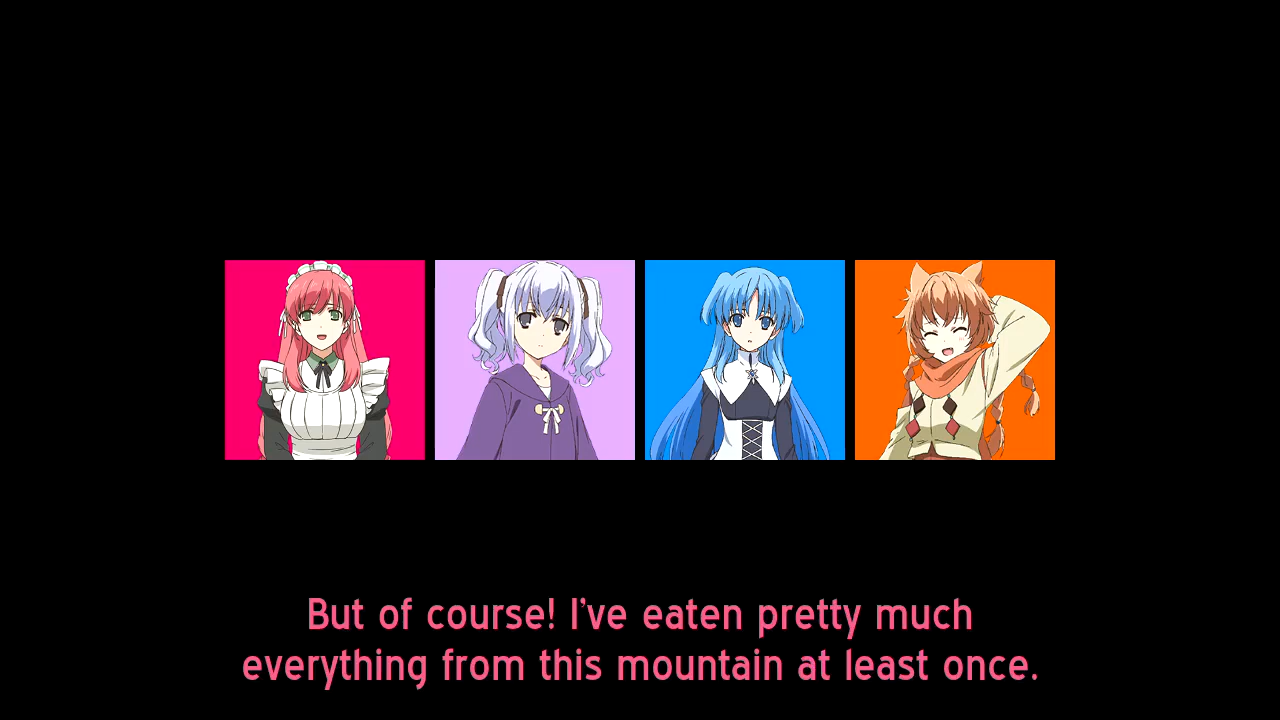 But of course! I've eaten pretty much
everything from this mountain at least once.